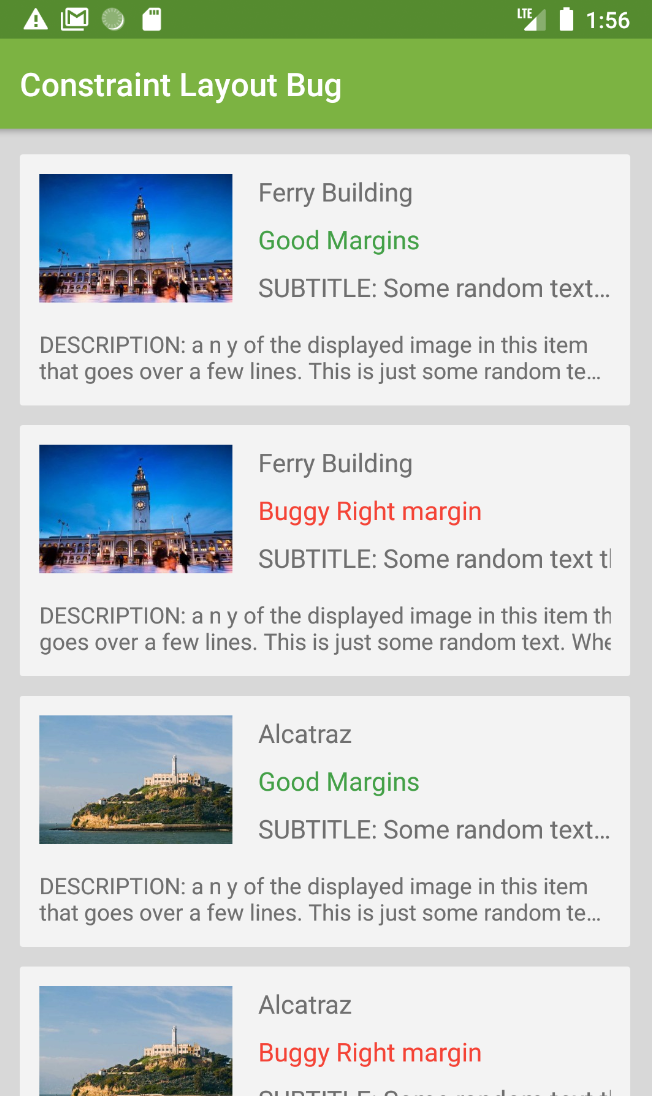 LTE 1:56
Constraint Layout Bug
Ferry Building
Good Margins
SUBTITLE: Some random text...
DESCRIPTION: a n y of the displayed image in this item
that goes over a few lines. This is just some random te...
Ferry Building
Buggy Right margin
SUBTITLE: Some random text
DESCRIPTION: a n y of the displayed image in this item th
goes over a few lines. This is just some random text. Whe
Alcatraz
Good Margins
SUBTITLE: Some random text...
DESCRIPTION: a n y of the displayed image in this item
that goes over a few lines. This is just some random te...
Alcatraz
Buggy Right margin